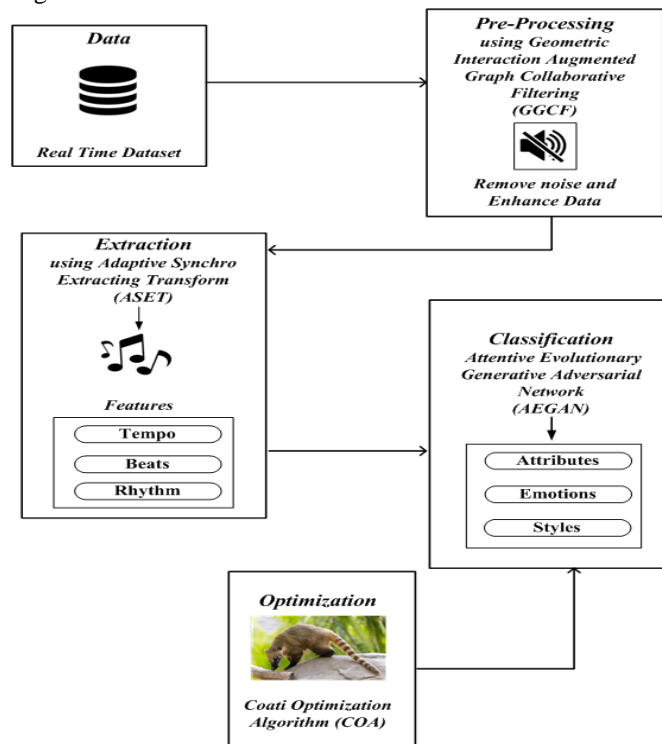 Data
Real Time Dataset
Pre-Processing
using Geometric
Interaction Augmented
Graph Collaborative
Filtering
(GGCF)
Remove noise and
Enhance Data
Extraction
using Adaptive Synchro
Extracting Transform
(ASET)
Features
Tempo
Beats
Rhythm
Classification
Attentive Evolutionary
Generative Adversarial
Network
(AEGAN)
Attributes
Emotions
Styles
Optimization
Coati Optimization
Algorithm (COA)